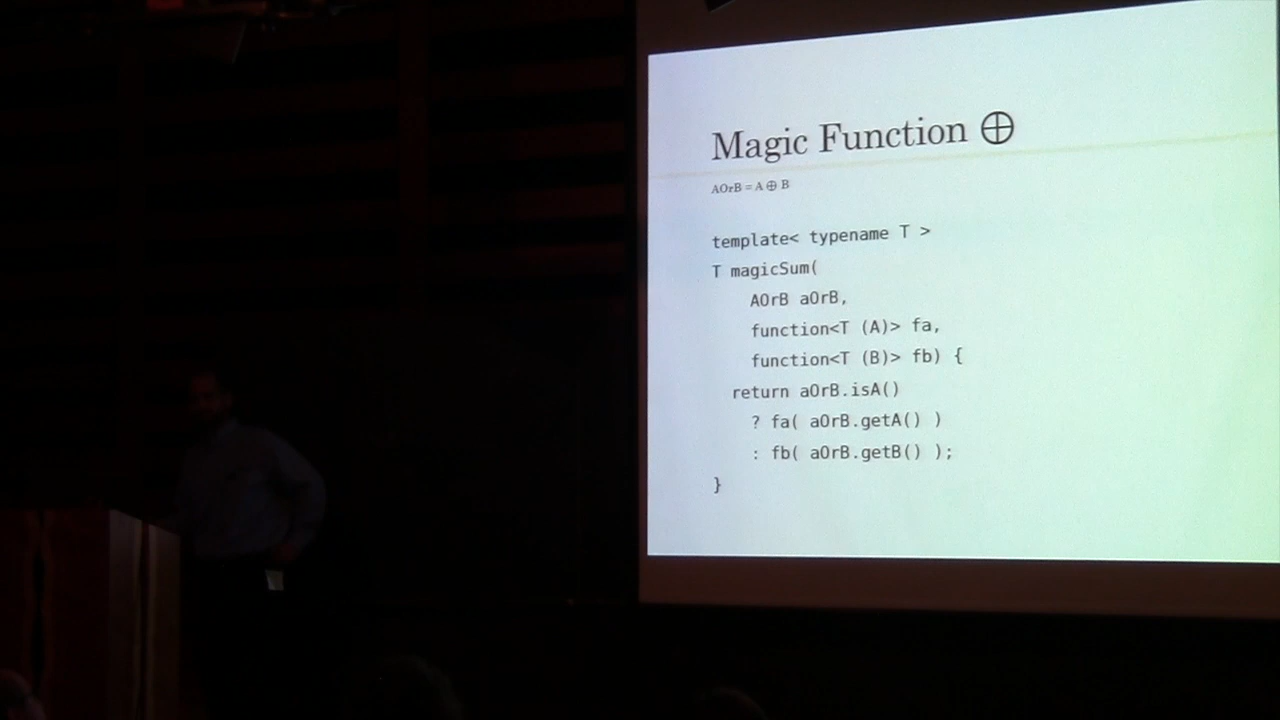 Magic Function ⊕
AOrB = A ⊕ B
template< typename T >
T magicSum(
AOrB aOrB,
function<T (A)> fa,
function<T (B)> fb) {
return aOrB.isA()
? fa( aOrB.getA() )
: fb( aOrB.getB() );
}